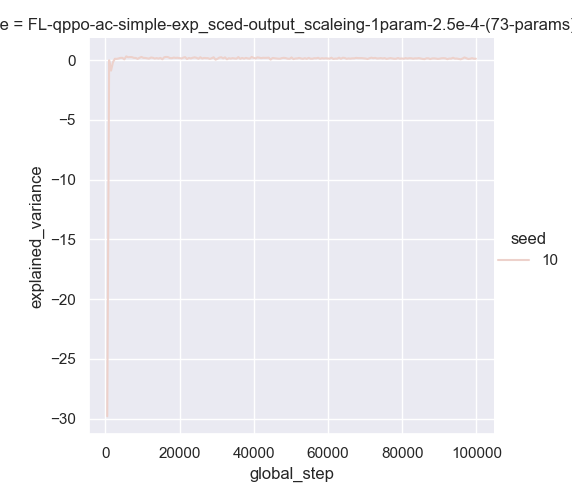 e = FL-qppo-ac-simple-exp_sced-output_scaleing-1param-2.5e-4-(73-params)
0
−5
−10
−15
−20
−25
−30
explained_variance
0 20000 40000 60000 80000 100000
global_step
seed
10